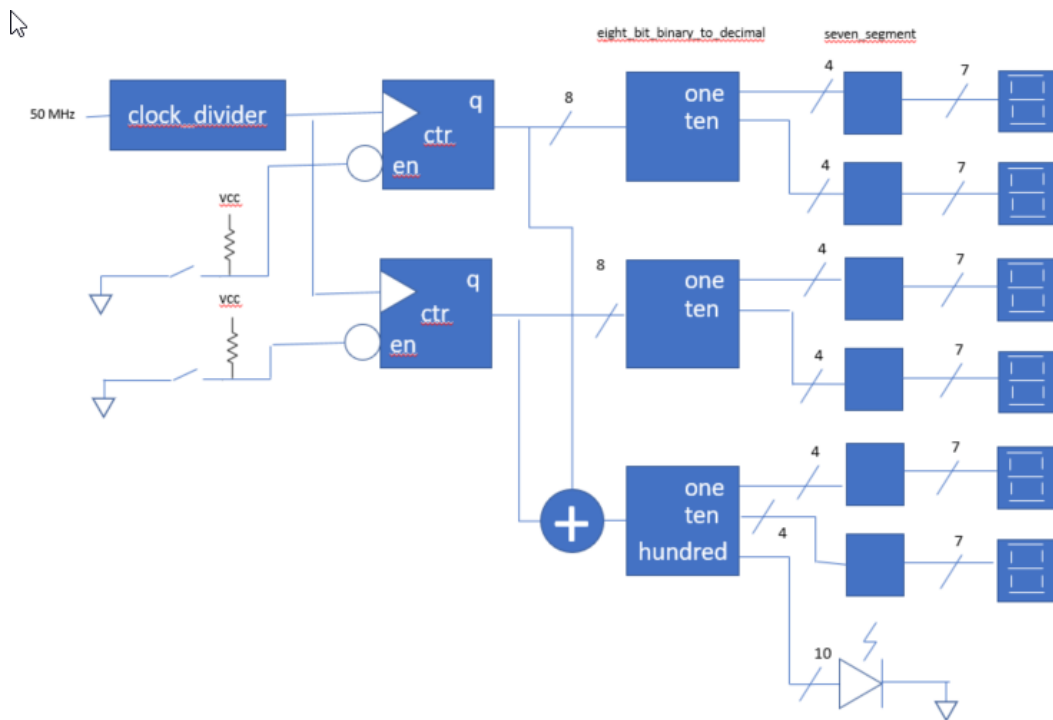 eight_bit_binary_to_decimal
seven_segment
50 MHz
clock_divider
q
ctr
en
8
one
ten
4
7
4
7
vcc
vcc
q
ctr
en
8
one
ten
4
7
4
7
one
ten
hundred
4
4
7
7
10
+